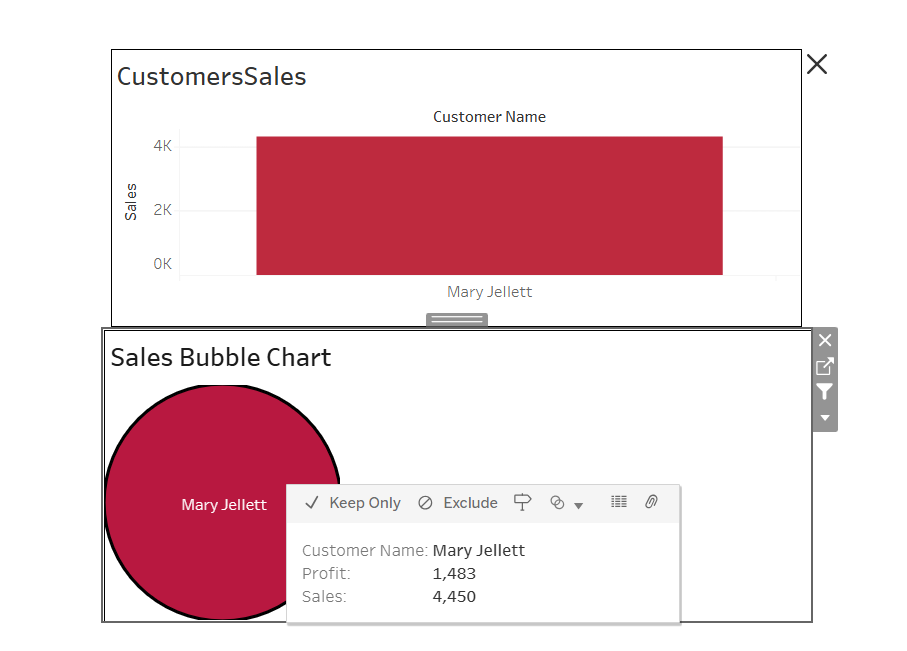 CustomersSales
Customer Name
4K
Sales
2K
0K
Mary Jellett
Sales Bubble Chart
Mary Jellett
Keep Only Exclude
Customer Name: Mary Jellett
Profit: 1,483
Sales: 4,450